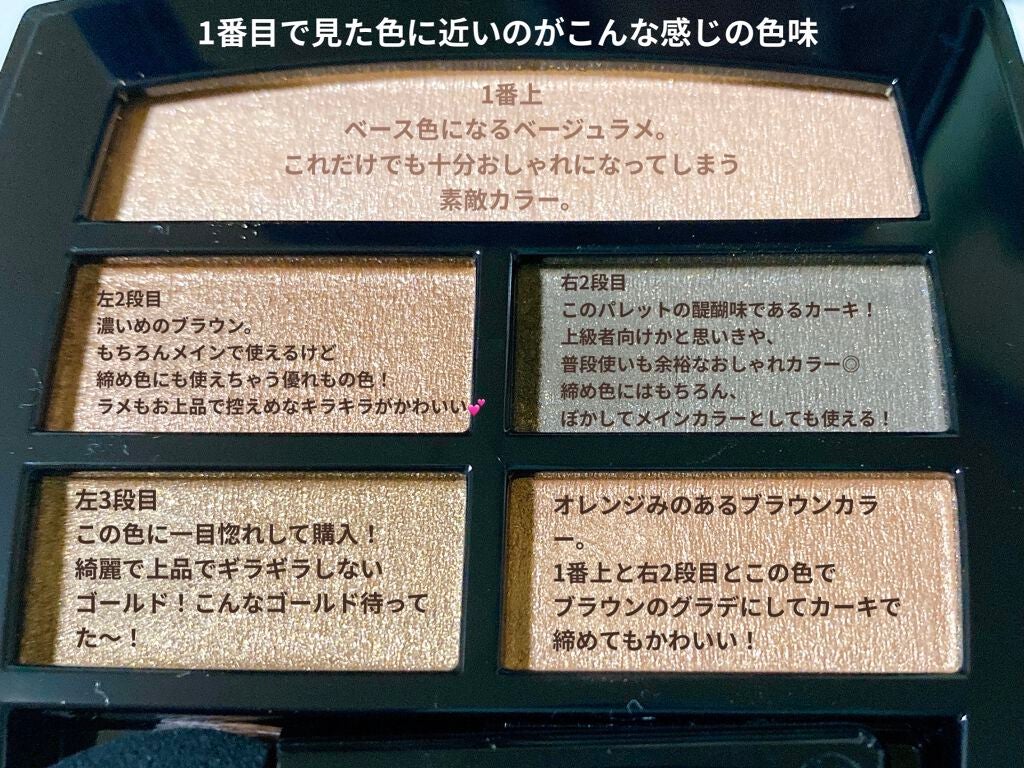 1番目で見た色に近いのがこんな感じの色味
1番上
ベース色になるベージュラメ。
これだけでも十分おしゃれになってしまう
素敵カラー。
左2段目
濃いめのブラウン。
もちろんメインで使えるけど
締め色にも使えちゃう優れもの色！
ラメもお上品で控えめなキラキラがかわいい💕
右2段目
このパレットの醍醐味であるカーキ！
上級者向けかと思いきや、
普段使いも余裕なおしゃれカラー◎
締め色にはもちろん、
ぼかしてメインカラーとしても使える！
左3段目
この色に一目惚れして購入！
綺麗で上品でギラギラしない
ゴールド！こんなゴールド待って
た〜！
オレンジみのあるブラウンカラ
ー。
1番上と右2段目とこの色で
ブラウンのグラデにしてカーキで
締めてもかわいい！